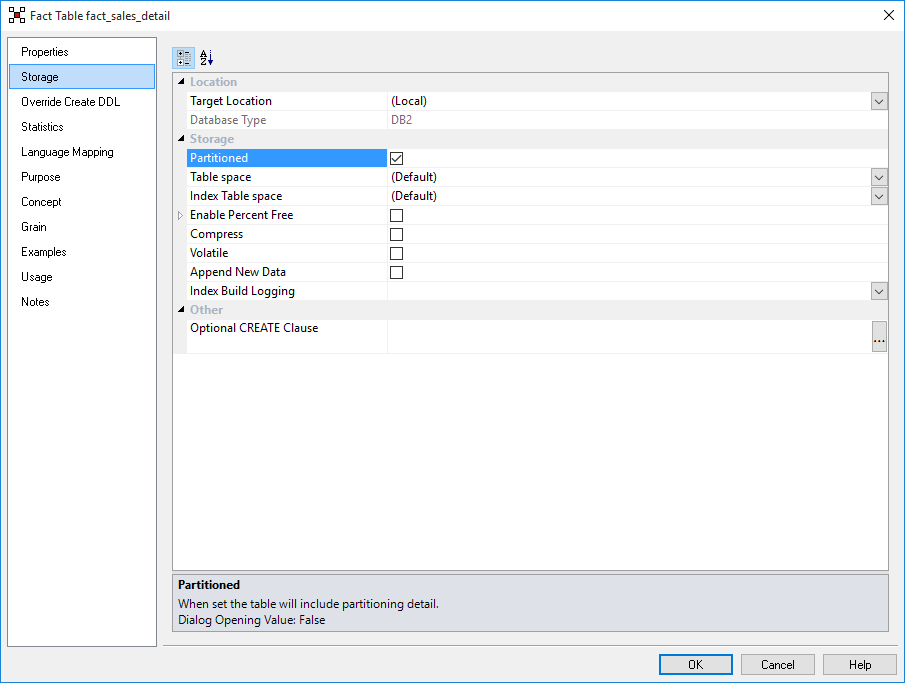 Fact Table fact_sales_detail
Properties
Storage
Override Create DDL
Statistics
Language Mapping
Purpose
Concept
Grain
Examples
Usage
Notes
A
Z
Location
Target Location (Local)
Database Type DB2
Storage
Partitioned
Table space (Default)
Index Table space (Default)
Enable Percent Free
Compress
Volatile
Append New Data
Index Build Logging
Other
Optional CREATE Clause
...
Partitioned
When set the table will include partitioning detail.
Dialog Opening Value: False
OK Cancel Help